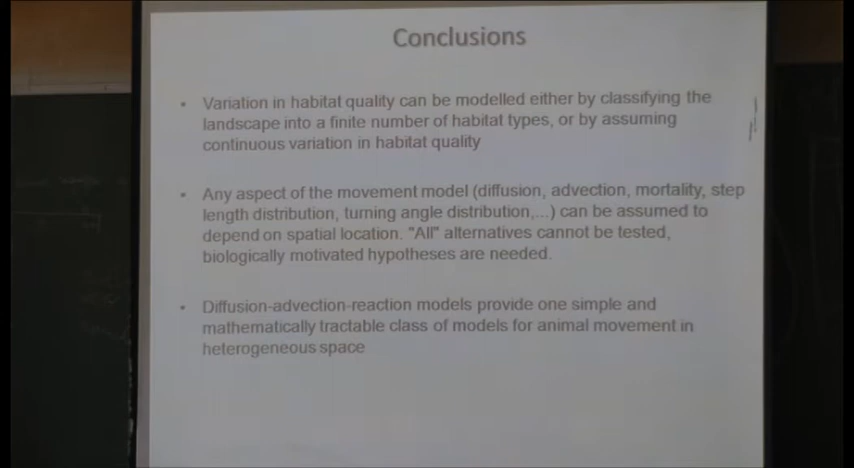 Conclusions
• Variation in habitat quality can be modelled either by classifying the
landscape into a finite number of habitat types, or by assuming
continuous variation in habitat quality
• Any aspect of the movement model (diffusion, advection, mortality, step
length distribution, turning angle distribution,...) can be assumed to
depend on spatial location. "All" alternatives cannot be tested,
biologically motivated hypotheses are needed.
• Diffusion-advection-reaction models provide one simple and
mathematically tractable class of models for animal movement in
heterogeneous space